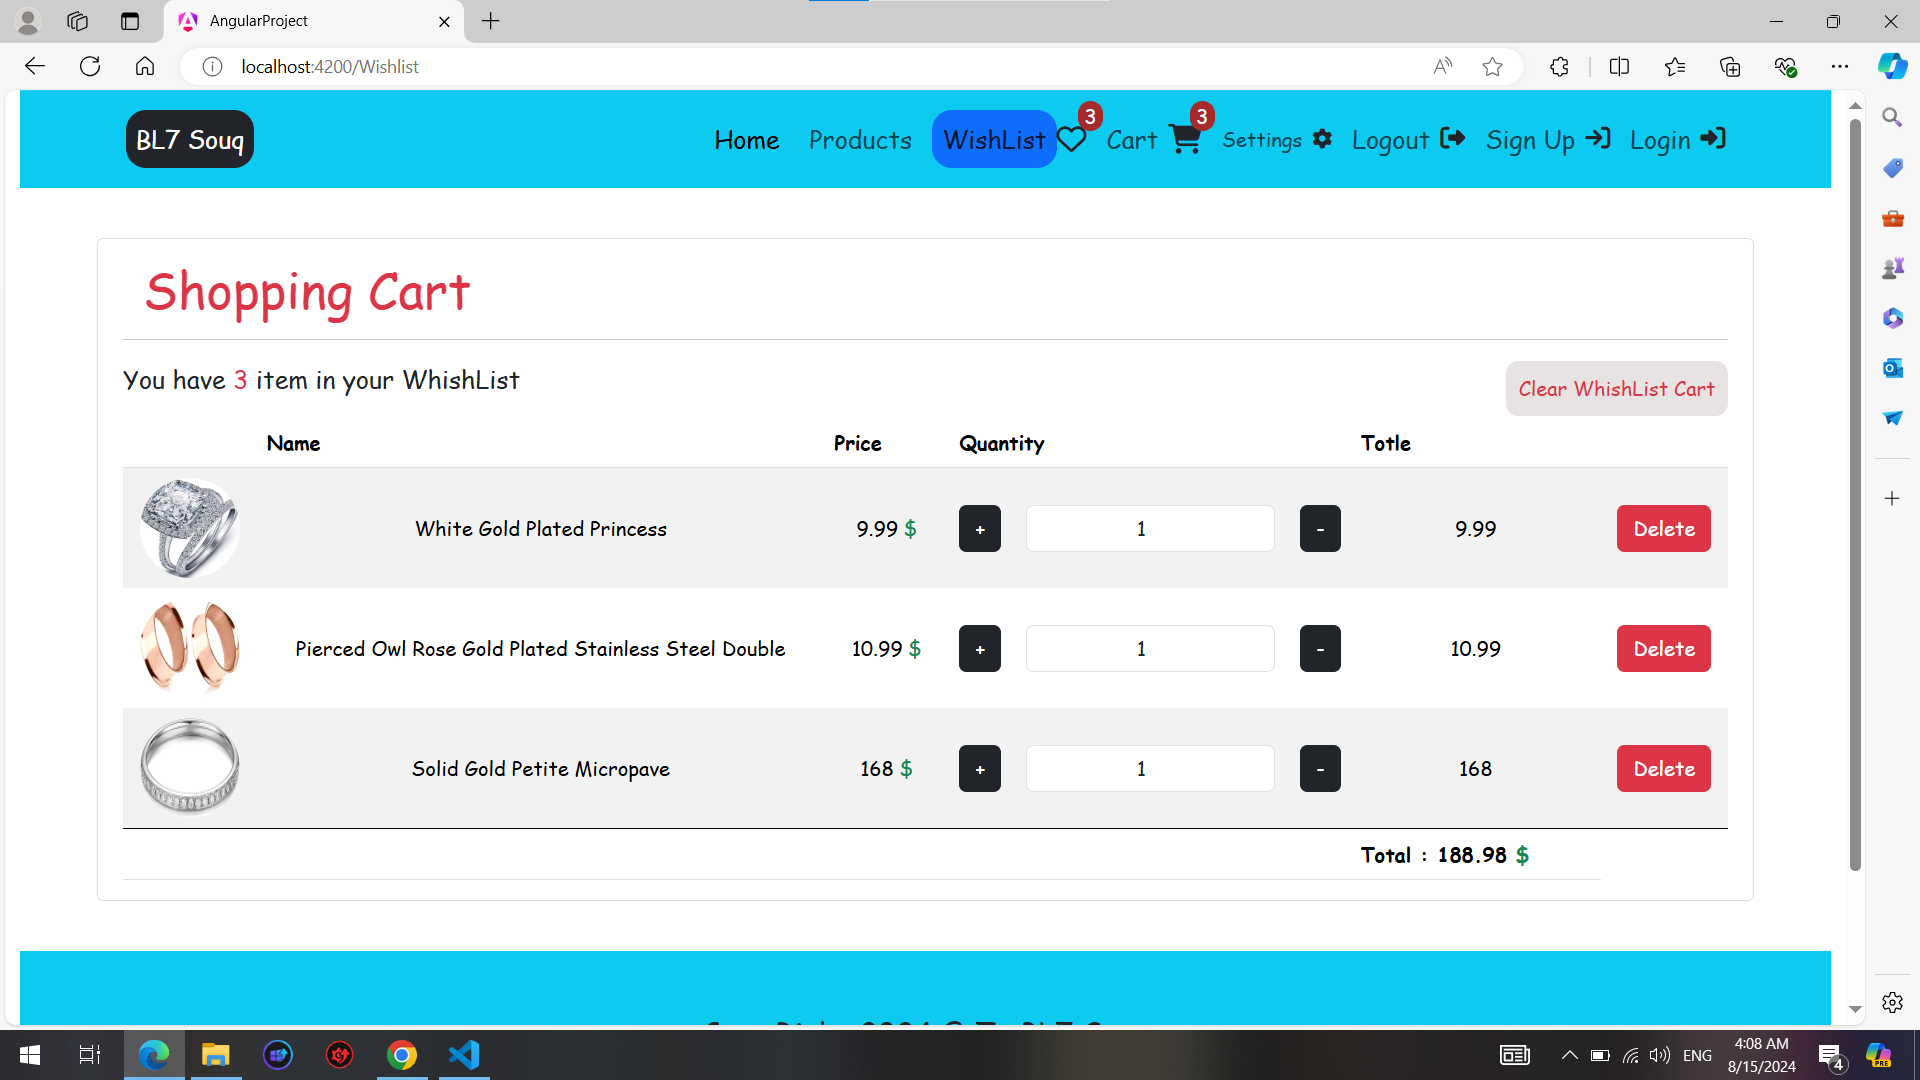 AngularProject
localhost:4200/Wishlist
BL7 Souq
Home Products WishList 3 Cart 3 Settings Logout Sign Up Login
Shopping Cart
You have 3 item in your WhishList
Clear WhishList Cart
Name Price Quantity Totle
White Gold Plated Princess 9.99 $ + 1 - 9.99 Delete
Pierced Owl Rose Gold Plated Stainless Steel Double 10.99 $ + 1 - 10.99 Delete
Solid Gold Petite Micropave 168 $ + 1 - 168 Delete
Total : 188.98 $
ENG
4:08 AM
8/15/2024
4
PRE